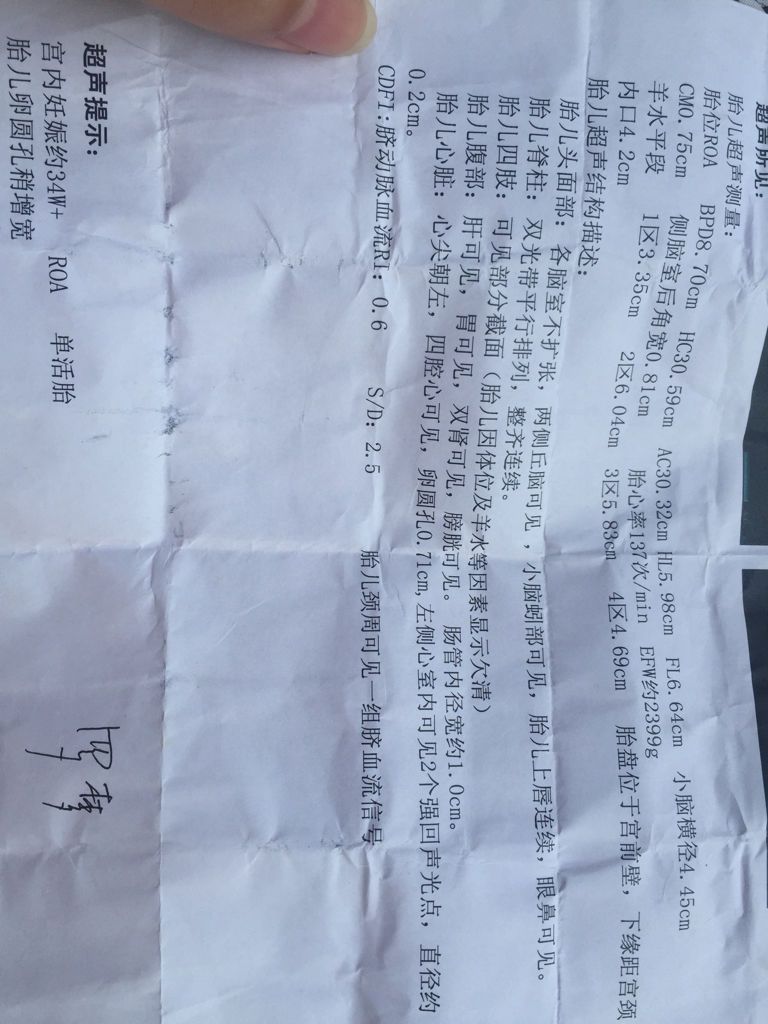 超声所见：
胎儿超声测量：
胎位ROA BPD8.70cm HC30.59cm AC30.32cm HL5.98cm FL6.64cm 小脑横径4.45cm
CM0.75cm 侧脑室后角宽0.81cm 胎心率137次/min EFW约2399g
羊水平段 1区3.35cm 2区6.04cm 3区5.83cm 4区4.69cm 胎盘位于宫前壁，下缘距宫颈
内口4.2cm
胎儿超声结构描述：
胎儿头面部：各脑室不扩张，两侧丘脑可见，小脑蚓部可见，胎儿上唇连续，眼鼻可见。
胎儿脊柱：双光带平行排列，整齐连续。
胎儿四肢：可见部分截面（胎儿因体位及羊水等因素显示欠清）
胎儿腹部：肝可见，胃可见，双肾可见，膀胱可见。肠管内径宽约1.0cm。
胎儿心脏：心尖朝左，四腔心可见，卵圆孔0.71cm,左侧心室内可见2个强回声光点，直径约
0.2cm。
CDFI:脐动脉血流RI：0.6 S/D：2.5 胎儿颈周可见一组脐血流信号
超声提示：
宫内妊娠约34W+ ROA 单活胎
胎儿卵圆孔稍增宽